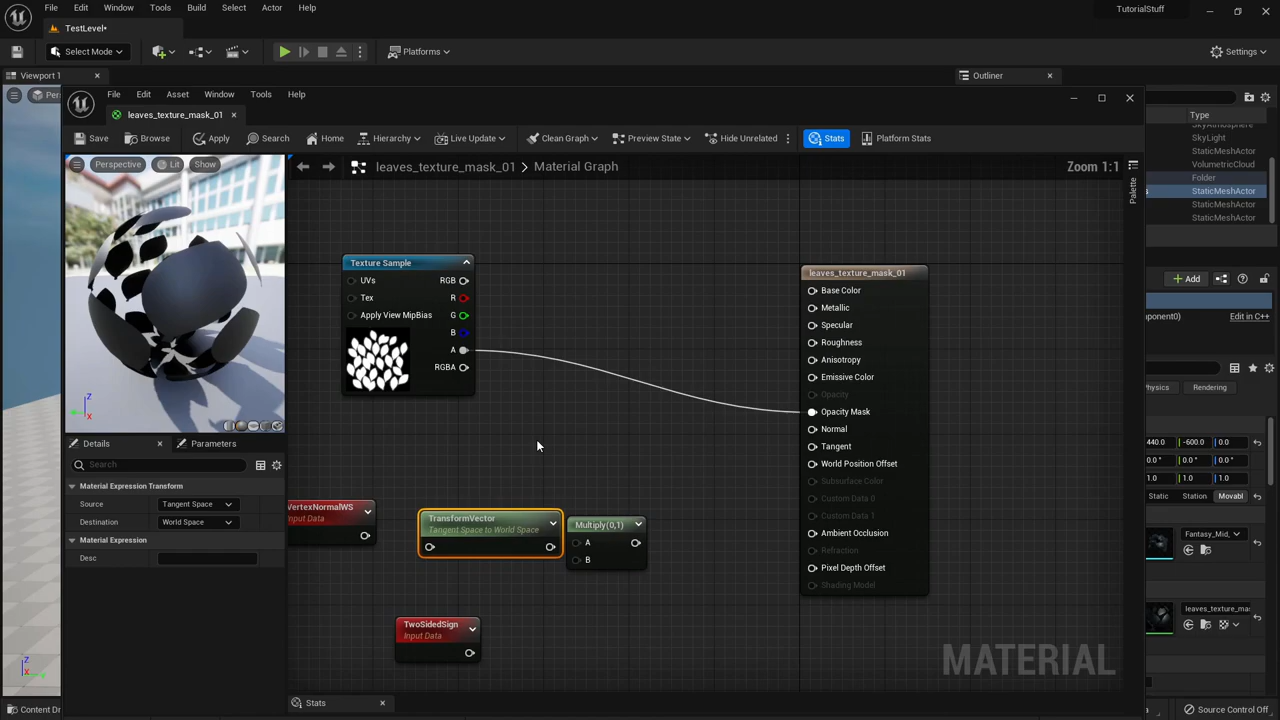 File Edit Window Tools Build Select Actor Help
TutorialStuff
TestLevel•
Select Mode
Platforms
Settings
Viewport 1
Outliner
File Edit Asset Window Tools Help
leaves_texture_mask_01
Save Browse Apply Search Home Hierarchy Live Update Clean Graph Preview State Hide Unrelated Stats Platform Stats
Type
SkyAtmosphere
SkyLight
StaticMeshActor
VolumetricCloud
Folder
StaticMeshActor
StaticMeshActor
StaticMeshActor
Perspective Lit Show
leaves_texture_mask_01 > Material Graph
Zoom 1:1
Palette
Texture Sample
UVs RGB
Tex R
Apply View MipBias G
B
A
RGBA
leaves_texture_mask_01
Base Color
Metallic
Specular
Roughness
Anisotropy
Emissive Color
Opacity
Opacity Mask
Normal
Tangent
World Position Offset
Subsurface Color
Custom Data 0
Custom Data 1
Ambient Occlusion
Refraction
Pixel Depth Offset
Shading Model
Add
Edit in C++
Physics Rendering
440.0 -600.0 0.0
0.0 ° 0.0 ° 0.0 °
1.0 1.0 1.0
Static Station Movabl
Fantasy_Mid_
leaves_texture_mas
Details Parameters
Search
Material Expression Transform
Source Tangent Space
Destination World Space
Material Expression
Desc
VertexNormalWS
Input Data
TransformVector
Tangent Space to World Space
Multiply(0,1)
A
B
TwoSidedSign
Input Data
Z
X
Y
MATERIAL
Stats
Content Dr
Source Control Off